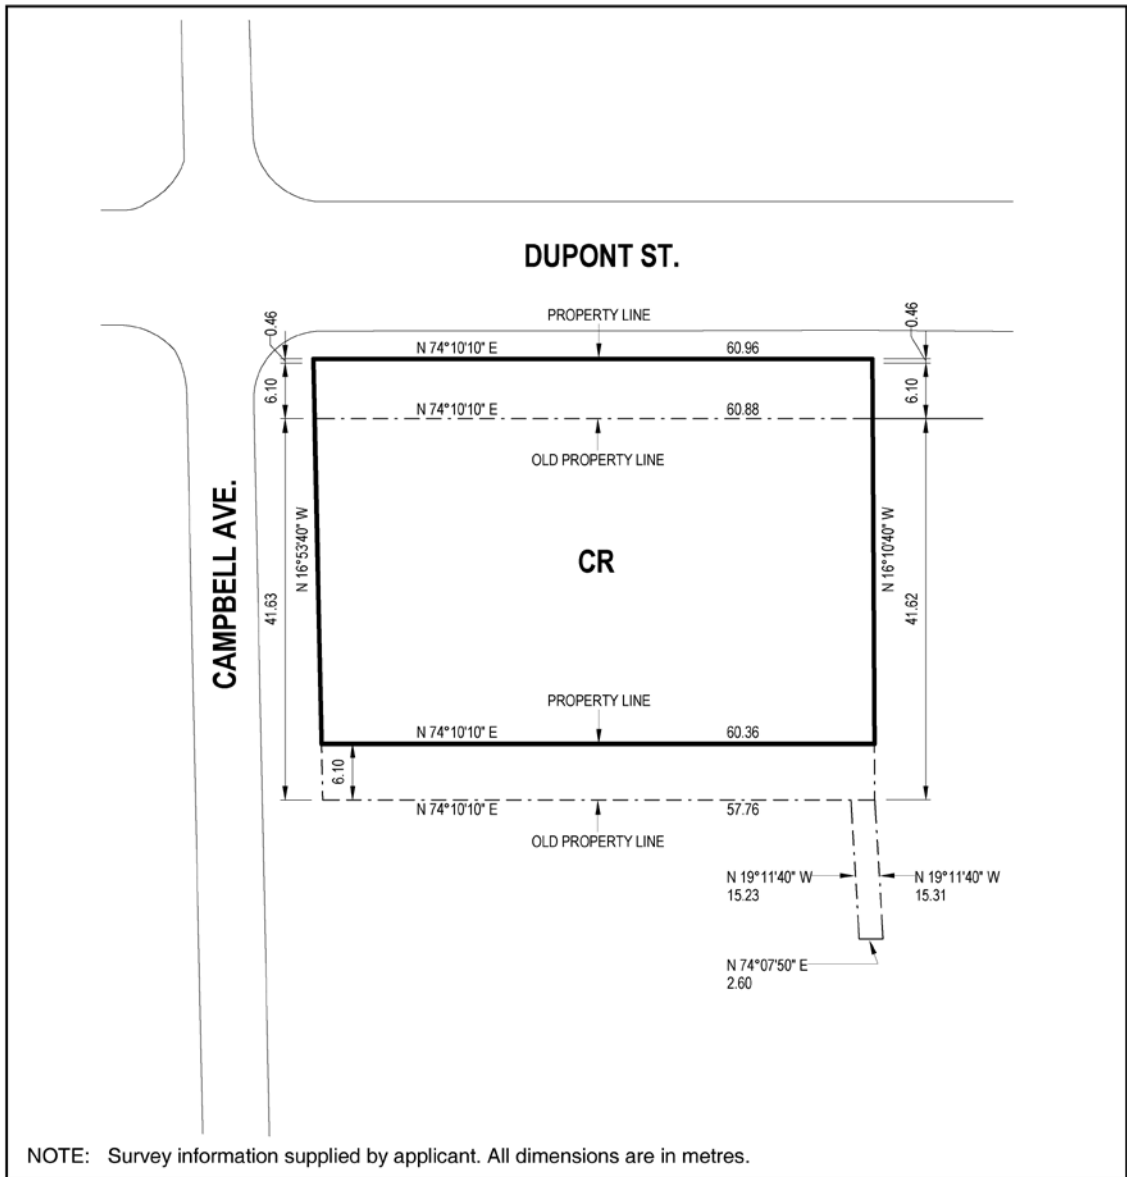 DUPONT ST.
PROPERTY LINE
0.46
0.46
N 74°10'10" E
60.96
6.10
6.10
N 74°10'10" E
60.88
OLD PROPERTY LINE
CAMPBELL AVE.
N 16°53'40" W
CR
N 16°10'40" W
41.63
41.62
PROPERTY LINE
N 74°10'10" E
60.36
6.10
N 74°10'10" E
57.76
OLD PROPERTY LINE
N 19°11'40" W
15.23
N 19°11'40" W
15.31
N 74°07'50" E
2.60
NOTE: Survey information supplied by applicant. All dimensions are in metres.